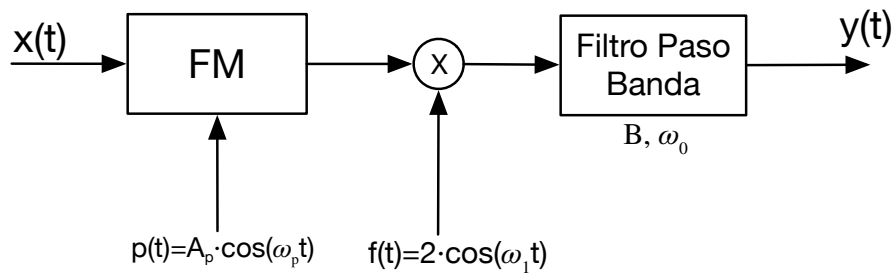 x(t)
FM
X
Filtro Paso
Banda
y(t)
B, ω₀
p(t)=Aₚ·cos(ωₚt)
f(t)=2·cos(ω₁t)